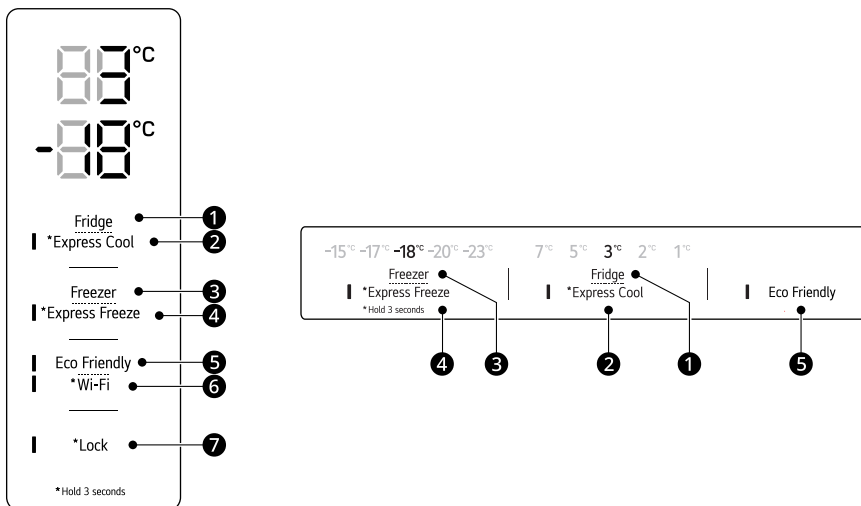 3°C
-18°C
Fridge 1
*Express Cool 2
Freezer 3
*Express Freeze 4
Eco Friendly 5
*Wi-Fi 6
*Lock 7
*Hold 3 seconds
-15°C -17°C -18°C -20°C -23°C 7°C 5°C 3°C 2°C 1°C
Freezer Fridge
*Express Freeze *Express Cool Eco Friendly
*Hold 3 seconds
4 3 2 1 5